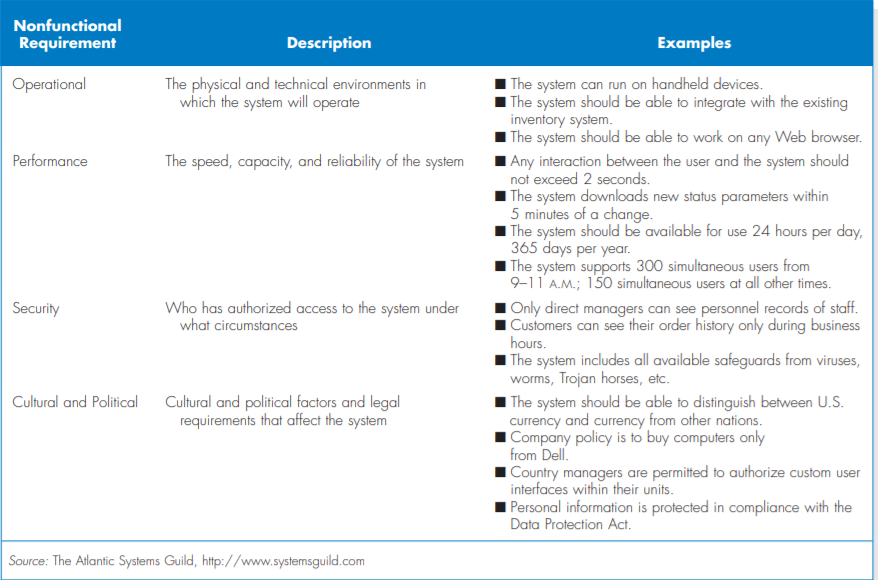 Nonfunctional
Requirement
Description
Examples
Operational
The physical and technical environments in
which the system will operate
■ The system can run on handheld devices.
■ The system should be able to integrate with the existing
inventory system.
■ The system should be able to work on any Web browser.
Performance
The speed, capacity, and reliability of the system
■ Any interaction between the user and the system should
not exceed 2 seconds.
■ The system downloads new status parameters within
5 minutes of a change.
■ The system should be available for use 24 hours per day,
365 days per year.
■ The system supports 300 simultaneous users from
9–11 A.M.; 150 simultaneous users at all other times.
Security
Who has authorized access to the system under
what circumstances
■ Only direct managers can see personnel records of staff.
■ Customers can see their order history only during business
hours.
■ The system includes all available safeguards from viruses,
worms, Trojan horses, etc.
Cultural and Political
Cultural and political factors and legal
requirements that affect the system
■ The system should be able to distinguish between U.S.
currency and currency from other nations.
■ Company policy is to buy computers only
from Dell.
■ Country managers are permitted to authorize custom user
interfaces within their units.
■ Personal information is protected in compliance with the
Data Protection Act.
Source: The Atlantic Systems Guild, http://www.systemsguild.com